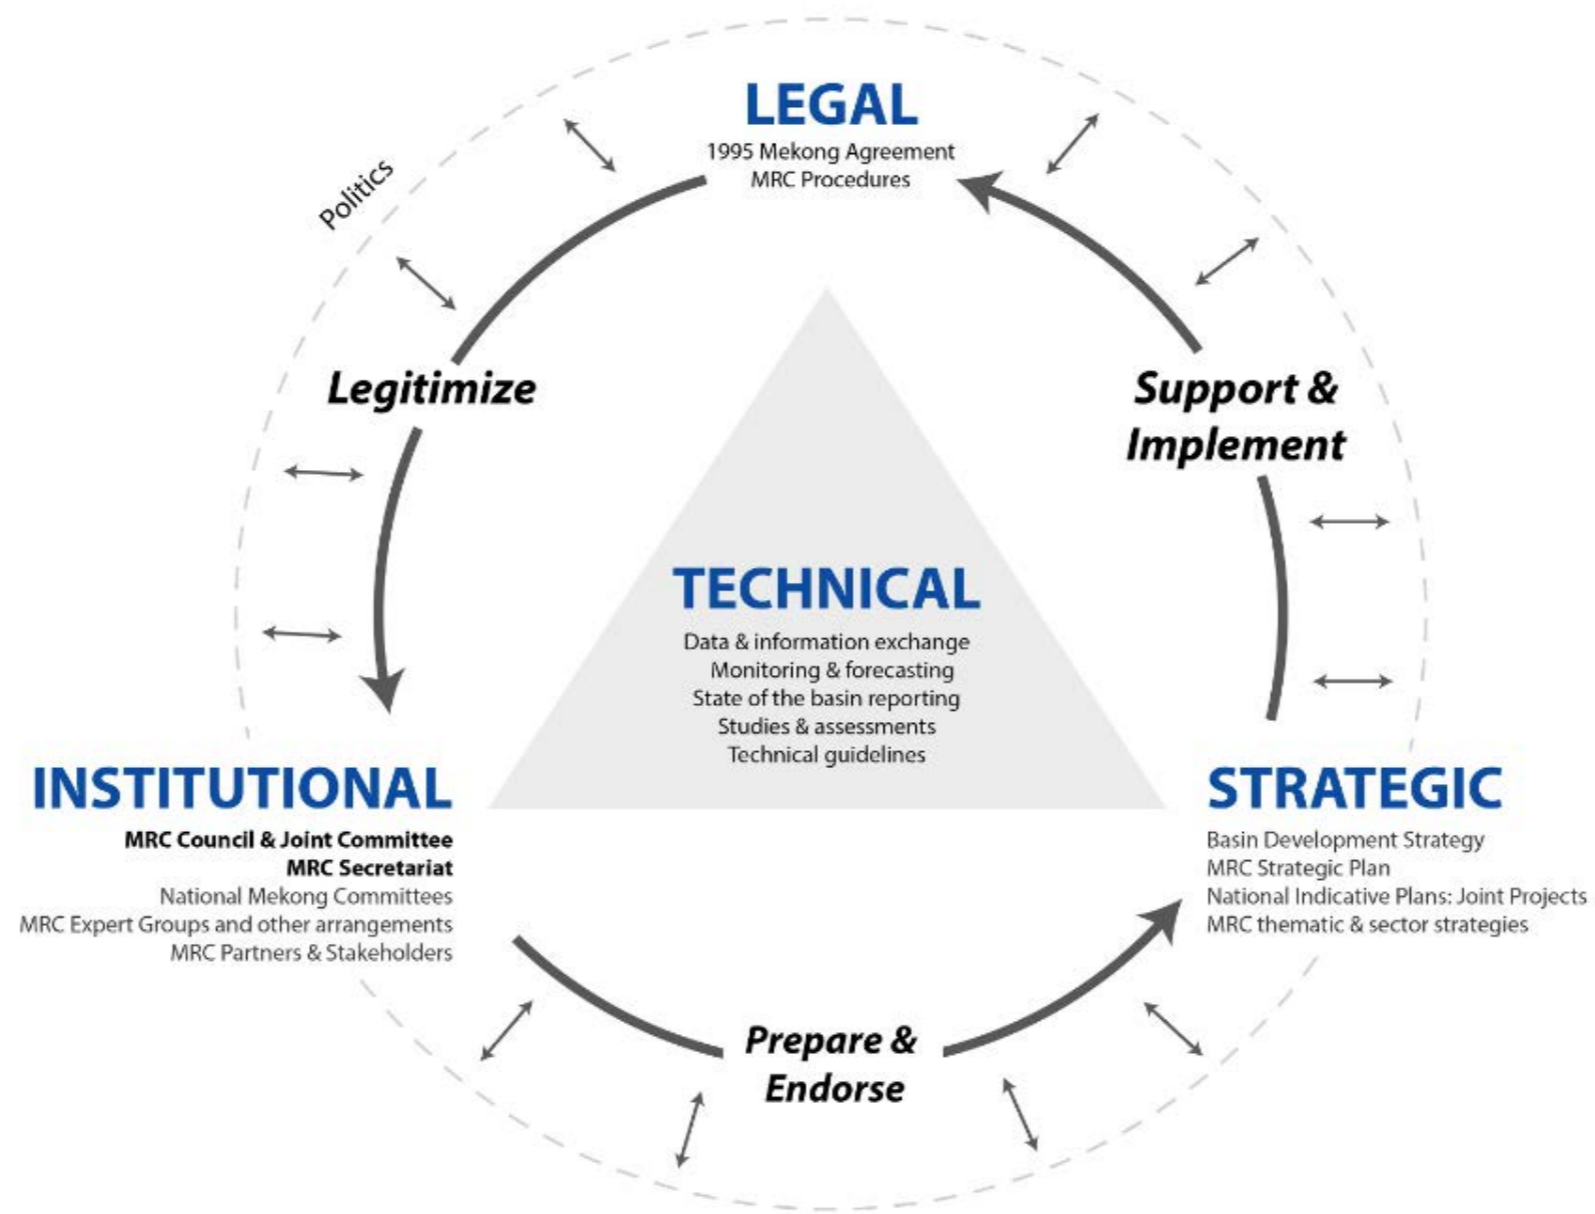 LEGAL
1995 Mekong Agreement
MRC Procedures
Politics
Legitimize
Support &
Implement
TECHNICAL
Data & information exchange
Monitoring & forecasting
State of the basin reporting
Studies & assessments
Technical guidelines
INSTITUTIONAL
MRC Council & Joint Committee
MRC Secretariat
National Mekong Committees
MRC Expert Groups and other arrangements
MRC Partners & Stakeholders
STRATEGIC
Basin Development Strategy
MRC Strategic Plan
National Indicative Plans: Joint Projects
MRC thematic & sector strategies
Prepare &
Endorse